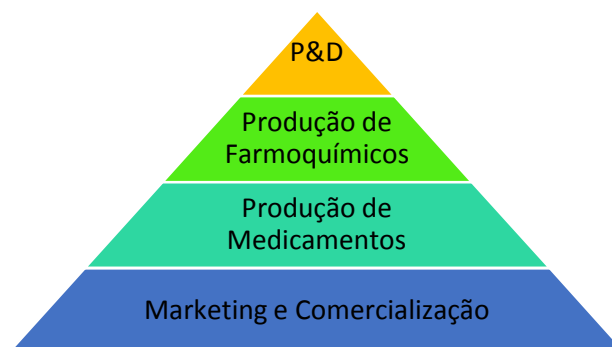 P&D
Produção de
Farmoquímicos
Produção de
Medicamentos
Marketing e Comercialização